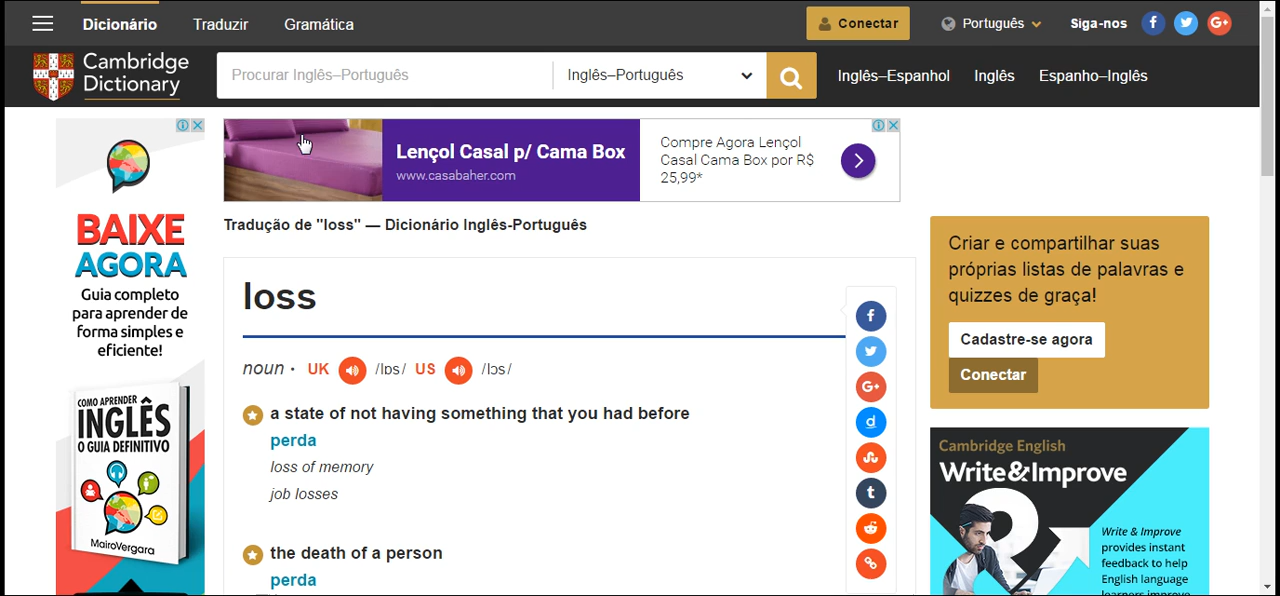 Dicionário Traduzir Gramática Conectar Português Siga-nos
Cambridge
Dictionary
Procurar Inglês–Português Inglês–Português Inglês–Espanhol Inglês Espanho–Inglês
BAIXE
AGORA
Guia completo
para aprender de
forma simples e
eficiente!
COMO APRENDER
INGLÊS
O GUIA DEFINITIVO
MairoVergara
Lençol Casal p/ Cama Box
www.casabaher.com
Compre Agora Lençol
Casal Cama Box por R$
25,99*
Tradução de "loss" — Dicionário Inglês-Português
loss
noun · UK /lɒs/ US /lɔs/
a state of not having something that you had before
perda
loss of memory
job losses
the death of a person
perda
Criar e compartilhar suas
próprias listas de palavras e
quizzes de graça!
Cadastre-se agora
Conectar
Cambridge English
Write&Improve
Write & Improve
provides instant
feedback to help
English language
learners improve